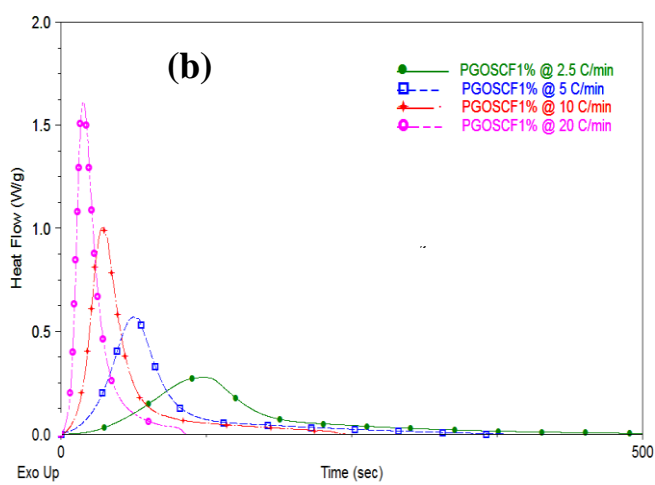 2.0
(b)
PGOSCF1% @ 2.5 C/min
PGOSCF1% @ 5 C/min
PGOSCF1% @ 10 C/min
PGOSCF1% @ 20 C/min
1.5
Heat Flow (W/g)
1.0
0.5
0.0
0
500
Exo Up
Time (sec)